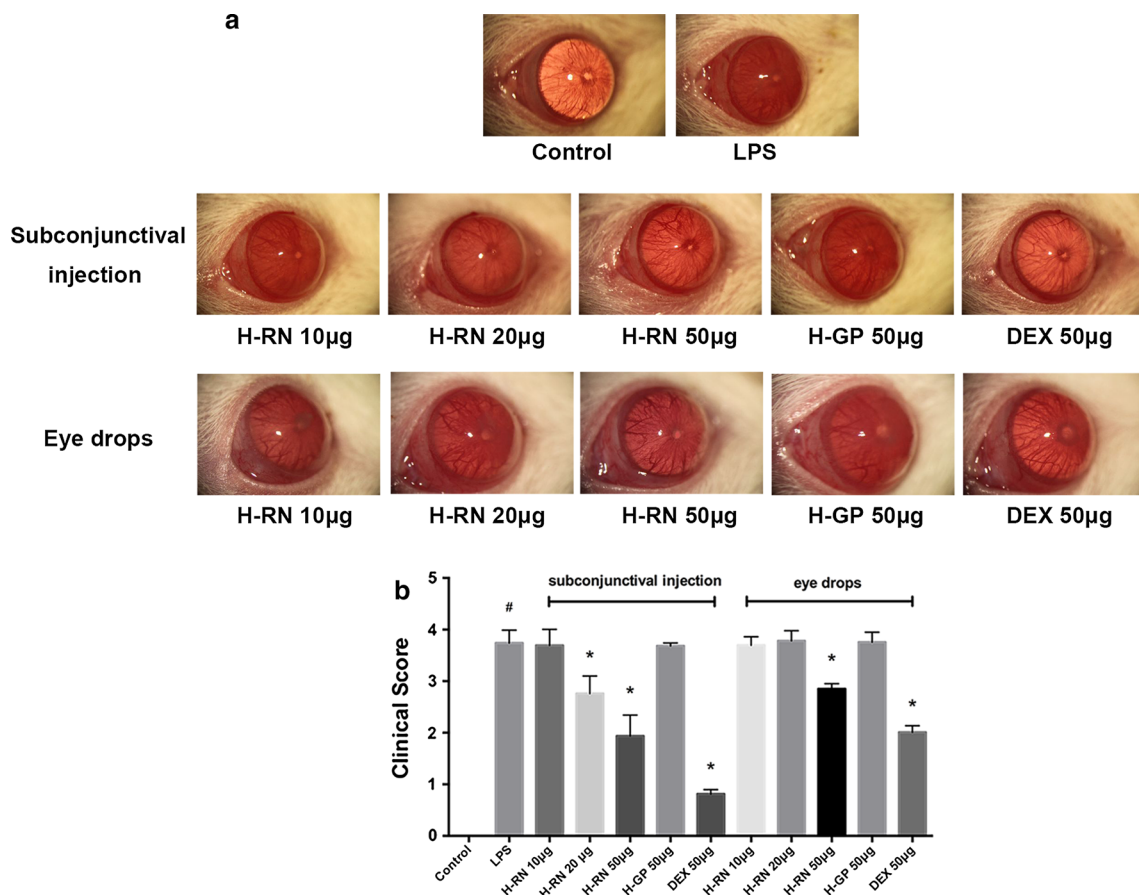 a
Control
LPS
Subconjunctival
injection
H-RN 10µg
H-RN 20µg
H-RN 50µg
H-GP 50µg
DEX 50µg
Eye drops
H-RN 10µg
H-RN 20µg
H-RN 50µg
H-GP 50µg
DEX 50µg
b
subconjunctival injection
eye drops
Clinical Score
5
4
3
2
1
0
#
*
*
*
*
*
Control
LPS
H-RN 10µg
H-RN 20 µg
H-RN 50µg
H-GP 50µg
DEX 50µg
H-RN 10µg
H-RN 20µg
H-RN 50µg
H-GP 50µg
DEX 50µg